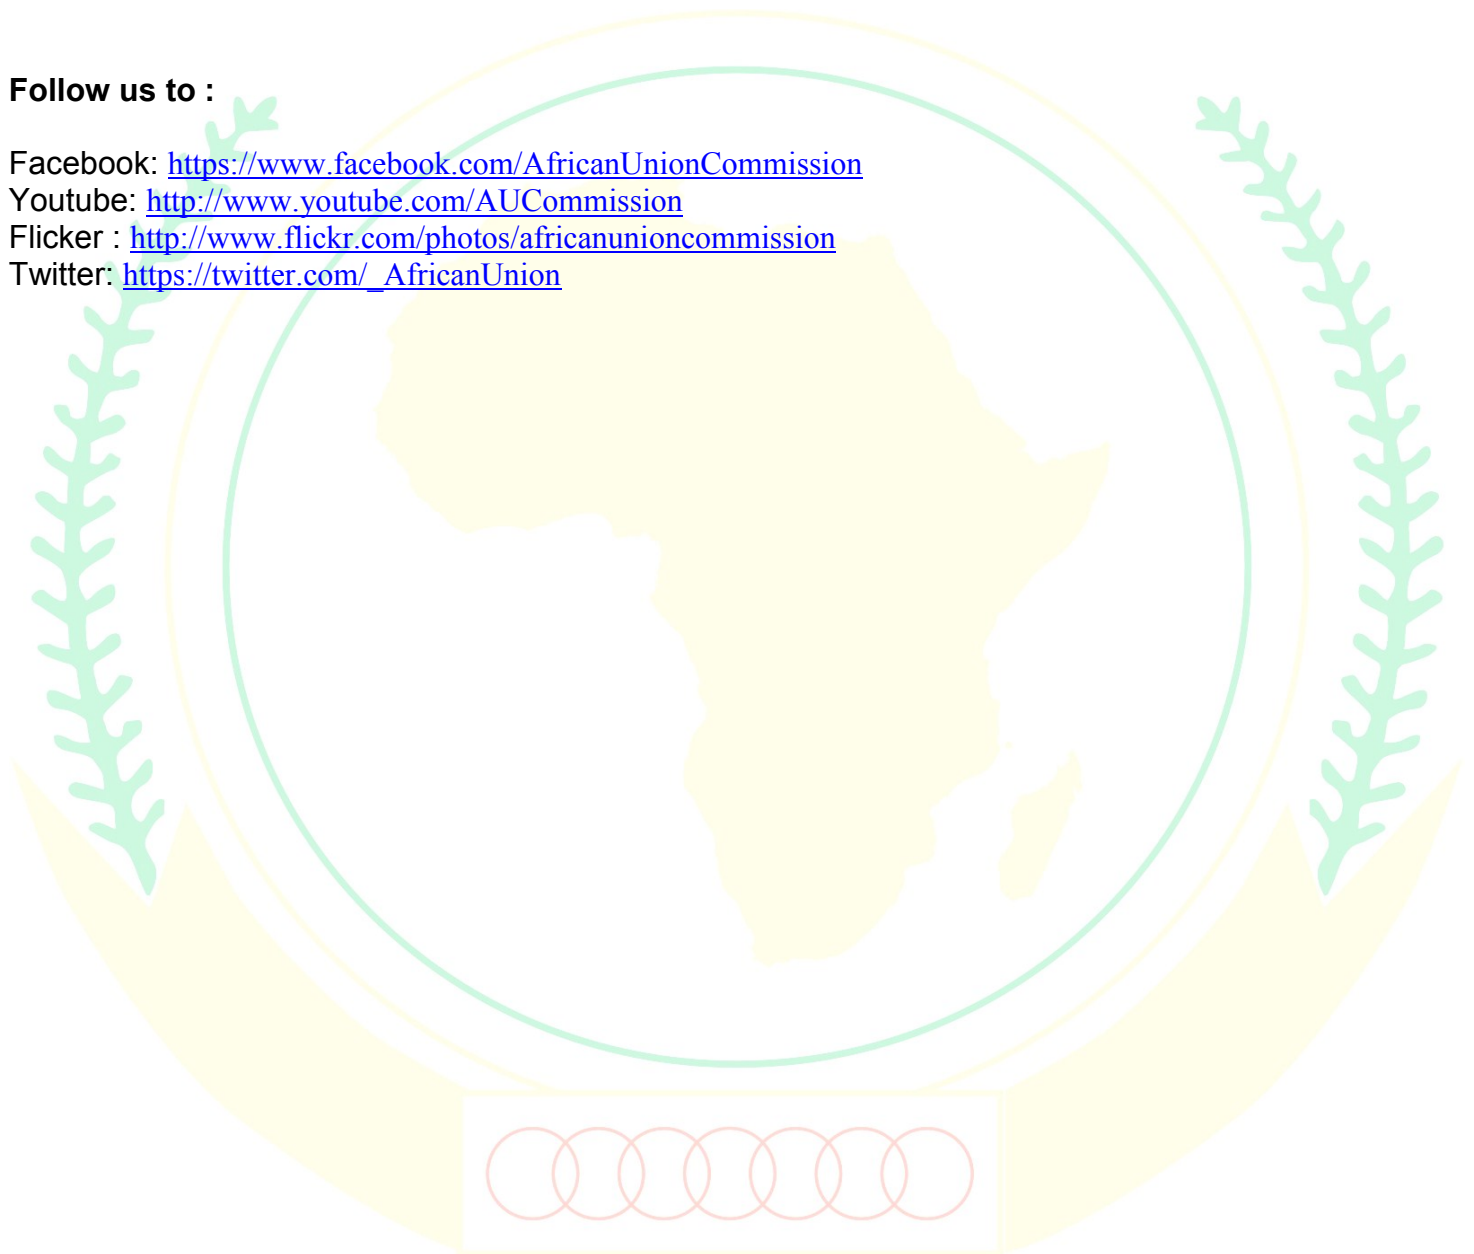 Follow us to :
Facebook: https://www.facebook.com/AfricanUnionCommission
Youtube: http://www.youtube.com/AUCommission
Flicker : http://www.flickr.com/photos/africanunioncommission
Twitter: https://twitter.com/_AfricanUnion